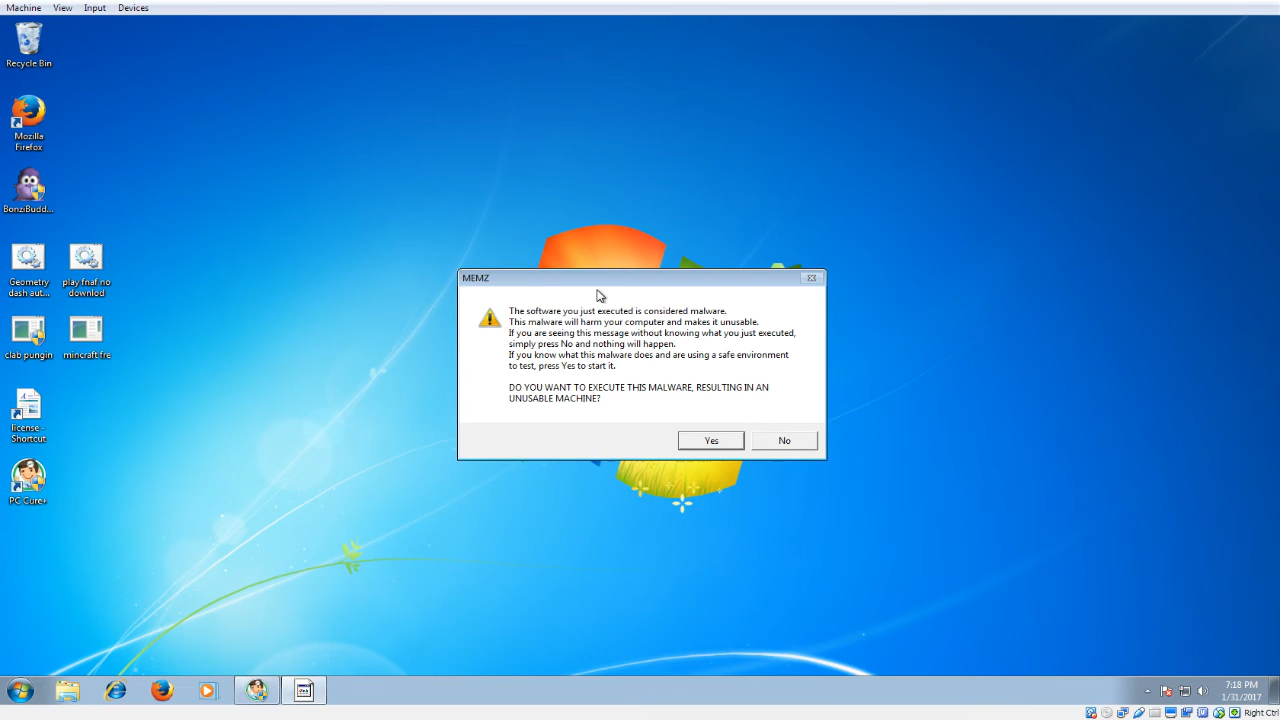 Machine View Input Devices
Recycle Bin
Mozilla
Firefox
BonziBudd...
Geometry
dash aut...
play fnaf no
downlod
clab pungin
mincraft fre
license -
Shortcut
PC Cure+
MEMZ
The software you just executed is considered malware.
This malware will harm your computer and makes it unusable.
If you are seeing this message without knowing what you just executed,
simply press No and nothing will happen.
If you know what this malware does and are using a safe environment
to test, press Yes to start it.
DO YOU WANT TO EXECUTE THIS MALWARE, RESULTING IN AN
UNUSABLE MACHINE?
Yes No
7:18 PM
1/31/2017
Right Ctrl